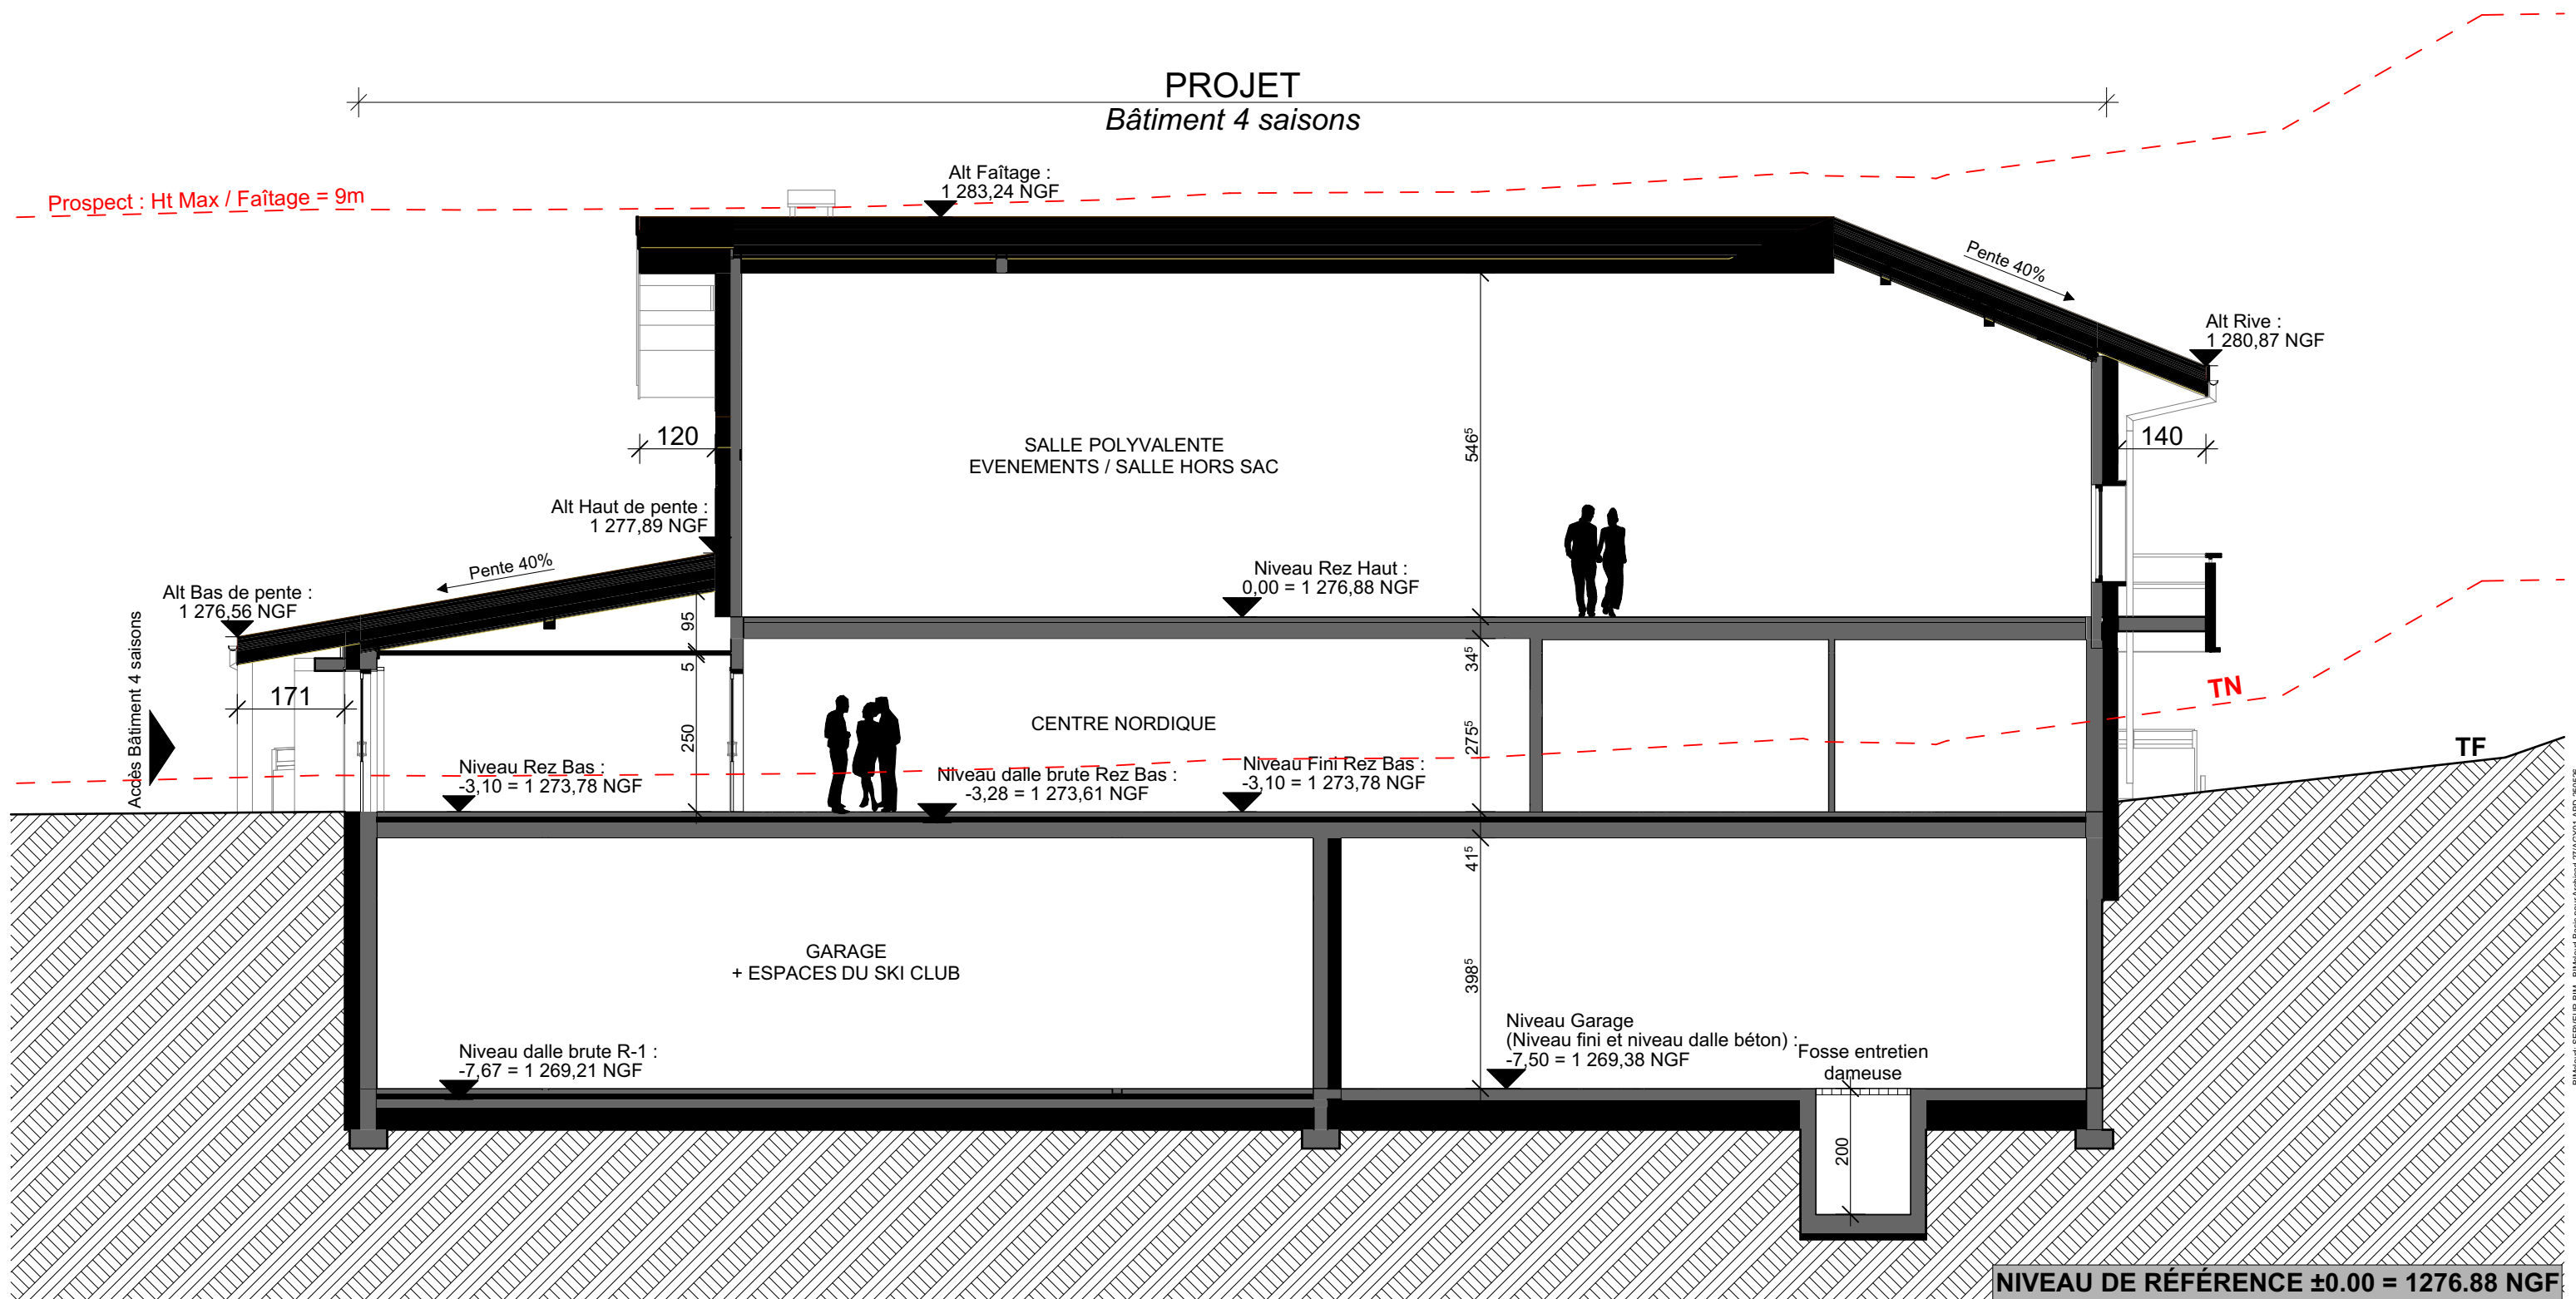 PROJET
Bâtiment 4 saisons
Prospect : Ht Max / Faîtage = 9m
Alt Faîtage :
1 283,24 NGF
Pente 40%
Alt Rive :
1 280,87 NGF
120
140
SALLE POLYVALENTE
EVENEMENTS / SALLE HORS SAC
546⁵
Alt Haut de pente :
1 277,89 NGF
Pente 40%
Alt Bas de pente :
1 276,56 NGF
Niveau Rez Haut :
0,00 = 1 276,88 NGF
95
5
34⁵
171
Accès Bâtiment 4 saisons
250
CENTRE NORDIQUE
275⁵
TN
TF
Niveau Rez Bas :
-3,10 = 1 273,78 NGF
Niveau dalle brute Rez Bas :
-3,28 = 1 273,61 NGF
Niveau Fini Rez Bas :
-3,10 = 1 273,78 NGF
41⁵
GARAGE
+ ESPACES DU SKI CLUB
398⁵
Niveau dalle brute R-1 :
-7,67 = 1 269,21 NGF
Niveau Garage
(Niveau fini et niveau dalle béton) :
-7,50 = 1 269,38 NGF
Fosse entretien
dameuse
200
NIVEAU DE RÉFÉRENCE ±0.00 = 1276.88 NGF